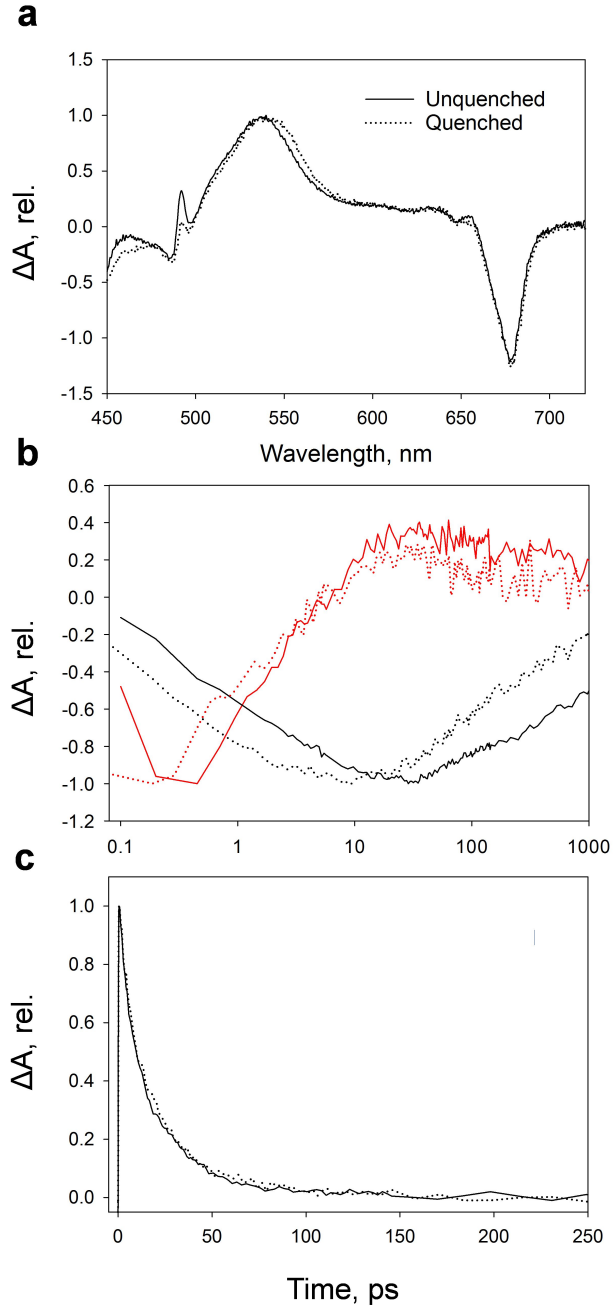 a
1.5
1.0
0.5
0.0
-0.5
-1.0
-1.5
ΔA, rel.
Unquenched
Quenched
450 500 550 600 650 700
Wavelength, nm
b
0.6
0.4
0.2
0.0
-0.2
-0.4
-0.6
-0.8
-1.0
-1.2
ΔA, rel.
0.1 1 10 100 1000
c
1.0
0.8
0.6
0.4
0.2
0.0
ΔA, rel.
0 50 100 150 200 250
Time, ps